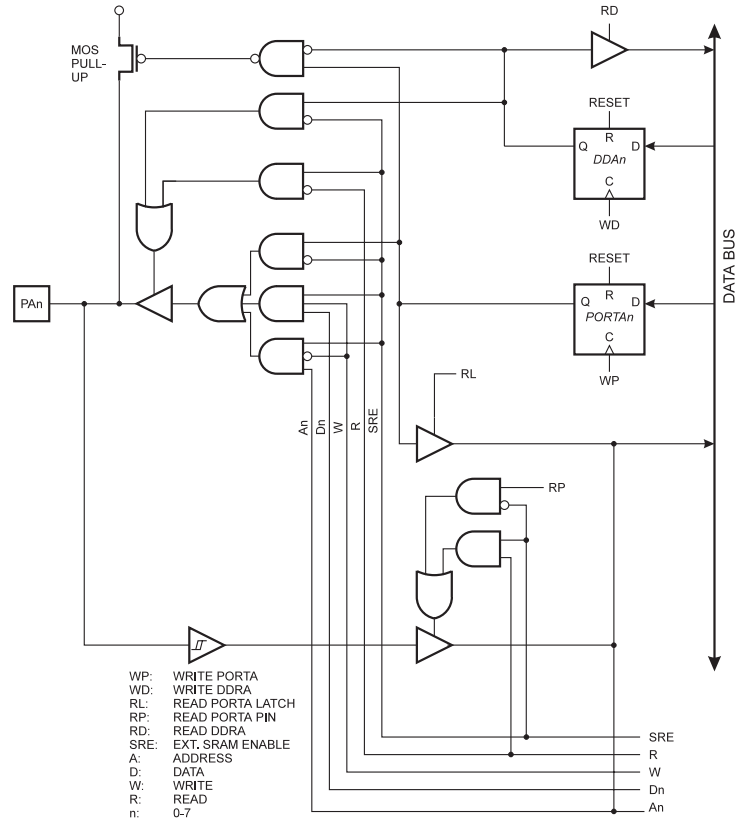 RD
MOS
PULL-
UP
RESET
R
Q
D
DDAn
C
WD
RESET
R
Q
D
PORTAn
C
WP
DATA BUS
PAn
RL
An
Dn
W
R
SRE
RP
WP: WRITE PORTA
WD: WRITE DDRA
RL: READ PORTA LATCH
RP: READ PORTA PIN
RD: READ DDRA
SRE: EXT. SRAM ENABLE
A: ADDRESS
D: DATA
W: WRITE
R: READ
n: 0-7
SRE
R
W
Dn
An